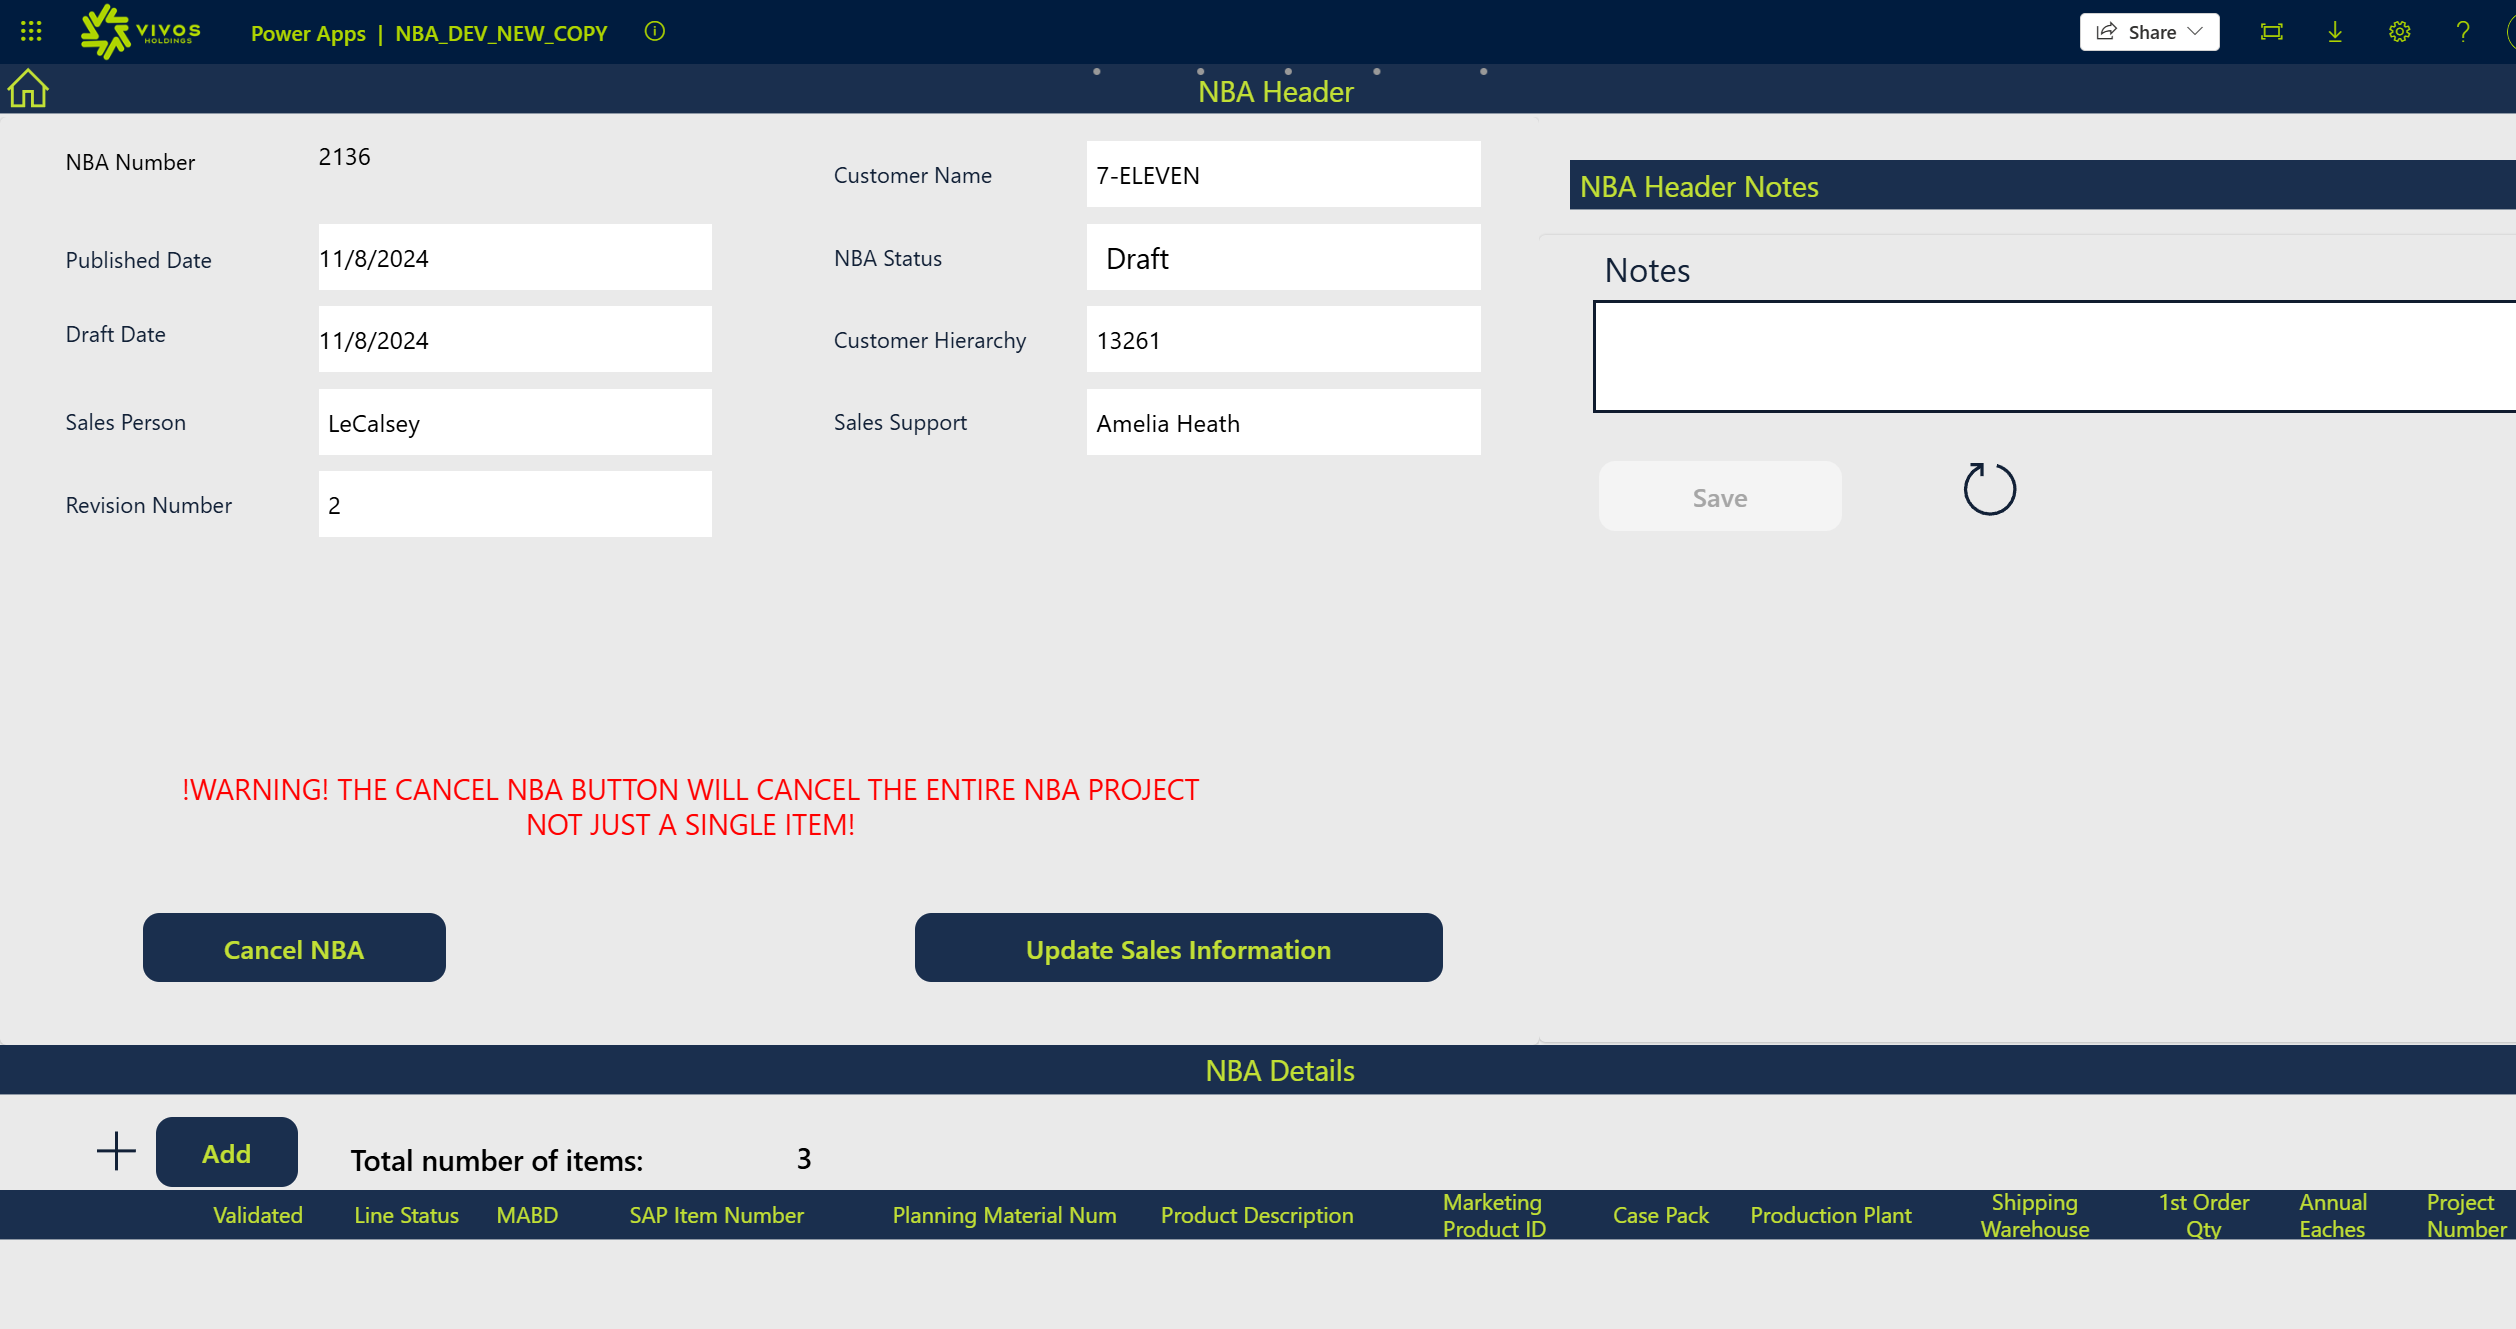 VIVOS
HOLDINGS
Power Apps | NBA_DEV_NEW_COPY
Share
NBA Header
NBA Number
2136
Customer Name
7-ELEVEN
NBA Header Notes
Published Date
11/8/2024
NBA Status
Draft
Notes
Draft Date
11/8/2024
Customer Hierarchy
13261
Sales Person
LeCalsey
Sales Support
Amelia Heath
Save
Revision Number
2
!WARNING! THE CANCEL NBA BUTTON WILL CANCEL THE ENTIRE NBA PROJECT
NOT JUST A SINGLE ITEM!
Cancel NBA
Update Sales Information
NBA Details
Add
Total number of items:
3
Validated
Line Status
MABD
SAP Item Number
Planning Material Num
Product Description
Marketing
Product ID
Case Pack
Production Plant
Shipping
Warehouse
1st Order
Qty
Annual
Eaches
Project
Number